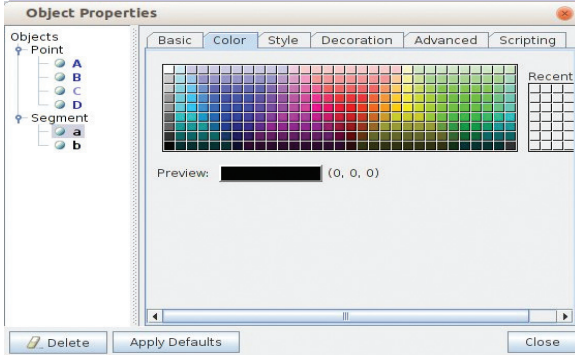 Object Properties
Objects
Point
A
B
C
D
Segment
a
b
Basic
Color
Style
Decoration
Advanced
Scripting
Recent
Preview:
(0, 0, 0)
Delete
Apply Defaults
Close